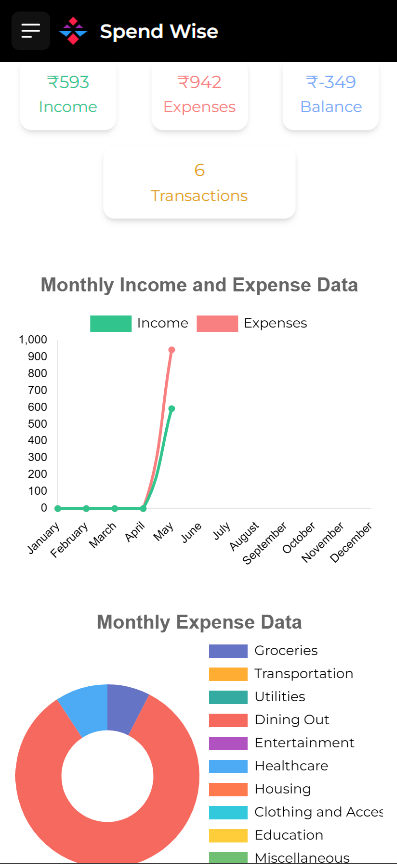 Spend Wise
₹593 ₹942 ₹-349
Income Expenses Balance
6
Transactions
Monthly Income and Expense Data
Income Expenses
1,000
900
800
700
600
500
400
300
200
100
0
January February March April May June July August September October November December
Monthly Expense Data
Groceries
Transportation
Utilities
Dining Out
Entertainment
Healthcare
Housing
Clothing and Acces
Education
Miscellaneous